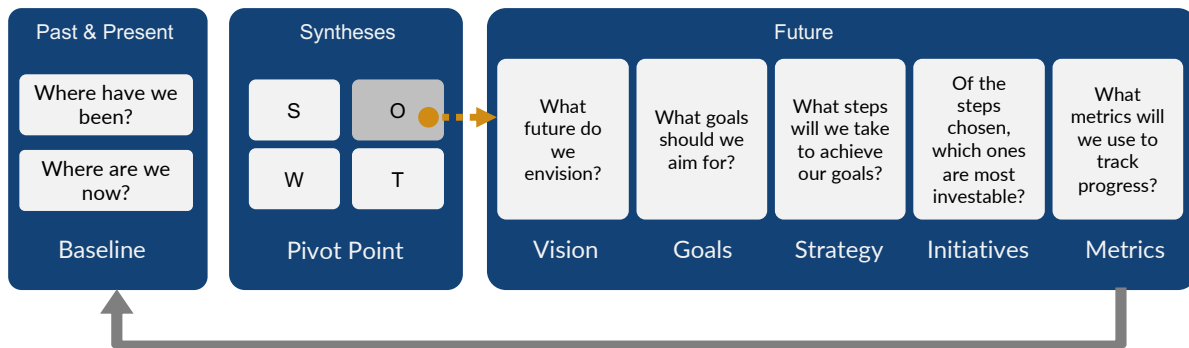 Past & Present
Where have we
been?
Where are we
now?
Baseline
Syntheses
S
O
W
T
Pivot Point
Future
What
future do
we
envision?
Vision
What goals
should we
aim for?
Goals
What steps
will we take
to achieve
our goals?
Strategy
Of the
steps
chosen,
which ones
are most
investable?
Initiatives
What
metrics will
we use to
track
progress?
Metrics